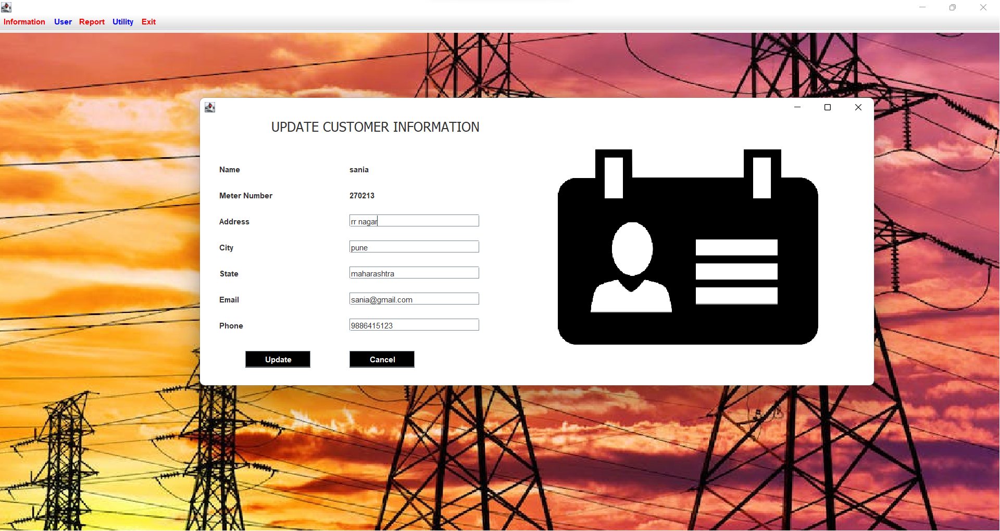 Information User Report Utility Exit
UPDATE CUSTOMER INFORMATION
Name sania
Meter Number 270213
Address rr nagar
City pune
State maharashtra
Email sania@gmail.com
Phone 9886415123
Update Cancel